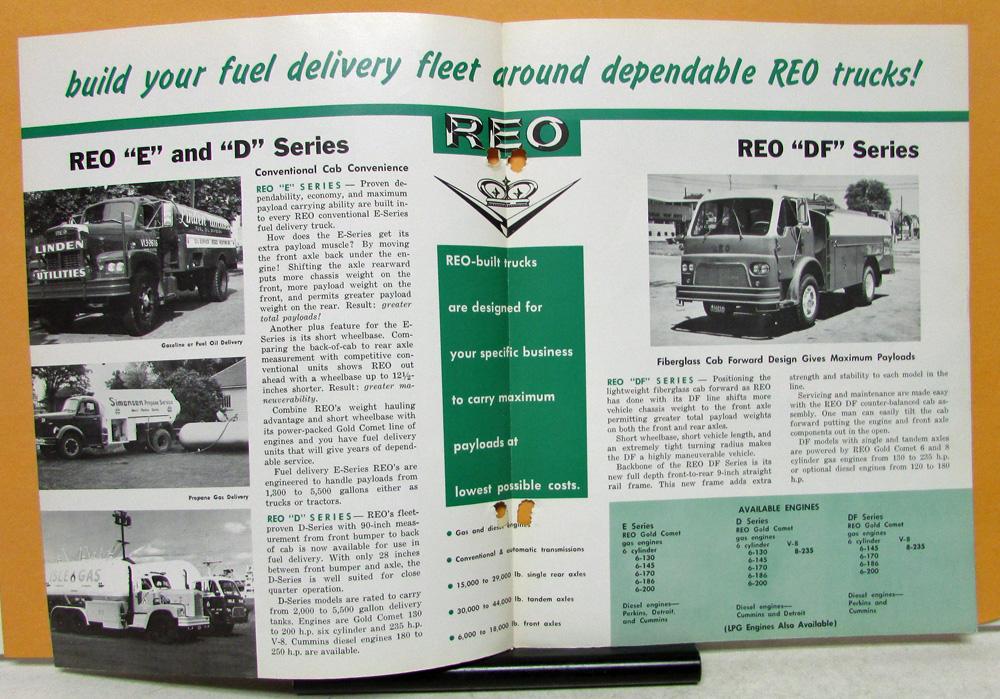 build your fuel delivery fleet around dependable REO trucks!
REO "E" and "D" Series
LINDEN
UTILITIES
Gasoline or Fuel Oil Delivery
Simonsen Propane Service
Propane Gas Delivery
ISLE GAS
Conventional Cab Convenience
REO "E" SERIES — Proven de-
pendability, economy, and maximum
payload carrying ability are built in-
to every REO conventional E-Series
fuel delivery truck.
How does the E-Series get its
extra payload muscle? By moving
the front axle back under the en-
gine! Shifting the axle rearward
puts more chassis weight on the
front, more payload weight on the
front, and permits greater payload
weight on the rear. Result: greater
total payloads!
Another plus feature for the E-
Series is its short wheelbase. Com-
paring the back-of-cab to rear axle
measurement with competitive con-
ventional units shows REO out
ahead with a wheelbase up to 12½-
inches shorter. Result: greater ma-
neuverability.
Combine REO's weight hauling
advantage and short wheelbase with
its power-packed Gold Comet line of
engines and you have fuel delivery
units that will give years of depend-
able service.
Fuel delivery E-Series REO's are
engineered to handle payloads from
1,300 to 5,500 gallons either as
trucks or tractors.
REO "D" SERIES — REO's fleet-
proven D-Series with 90-inch meas-
urement from front bumper to back
of cab is now available for use in
fuel delivery. With only 28 inches
between front bumper and axle, the
D-Series is well suited for close
quarter operation.
D-Series models are rated to carry
from 2,000 to 5,500 gallon delivery
tanks. Engines are Gold Comet 130
to 200 h.p. six cylinder and 235 h.p.
V-8. Cummins diesel engines 180 to
250 h.p. are available.
REO
REO-built trucks
are designed for
your specific business
to carry maximum
payloads at
lowest possible costs.
• Gas and diesel engines
• Conventional & automatic transmissions
• 15,000 to 29,000 lb. single rear axles
• 30,000 to 44,000 lb. tandem axles
• 6,000 to 18,000 lb. front axles
REO "DF" Series
REO
Fiberglass Cab Forward Design Gives Maximum Payloads
REO "DF" SERIES — Positioning the
lightweight fiberglass cab forward as REO
has done with its DF line shifts more
vehicle chassis weight to the front axle
permitting greater total payload weights
on both the front and rear axles.
Short wheelbase, short vehicle length, and
an extremely tight turning radius makes
the DF a highly maneuverable vehicle.
Backbone of the REO DF Series is its
new full depth front-to-rear 9-inch straight
rail frame. This new frame adds extra
strength and stability to each model in the
line.
Servicing and maintenance are made easy
with the REO DF counter-balanced cab as-
sembly. One man can easily tilt the cab
forward putting the engine and front axle
components out in the open.
DF models with single and tandem axles
are powered by REO Gold Comet 6 and 8
cylinder gas engines from 130 to 235 h.p.
or optional diesel engines from 120 to 180
h.p.
AVAILABLE ENGINES
E Series
REO Gold Comet
gas engines
6 cylinder
6-130
6-145
6-170
6-186
6-200
Diesel engines—
Perkins, Detroit,
and Cummins
D Series
REO Gold Comet
gas engines
6 cylinder V-8
6-130 8-235
6-145
6-170
6-186
6-200
Diesel engines—
Cummins and Detroit
DF Series
REO Gold Comet
gas engines
6 cylinder V-8
6-145 8-235
6-170
6-186
6-200
Diesel engines—
Perkins and
Cummins
(LPG Engines Also Available)